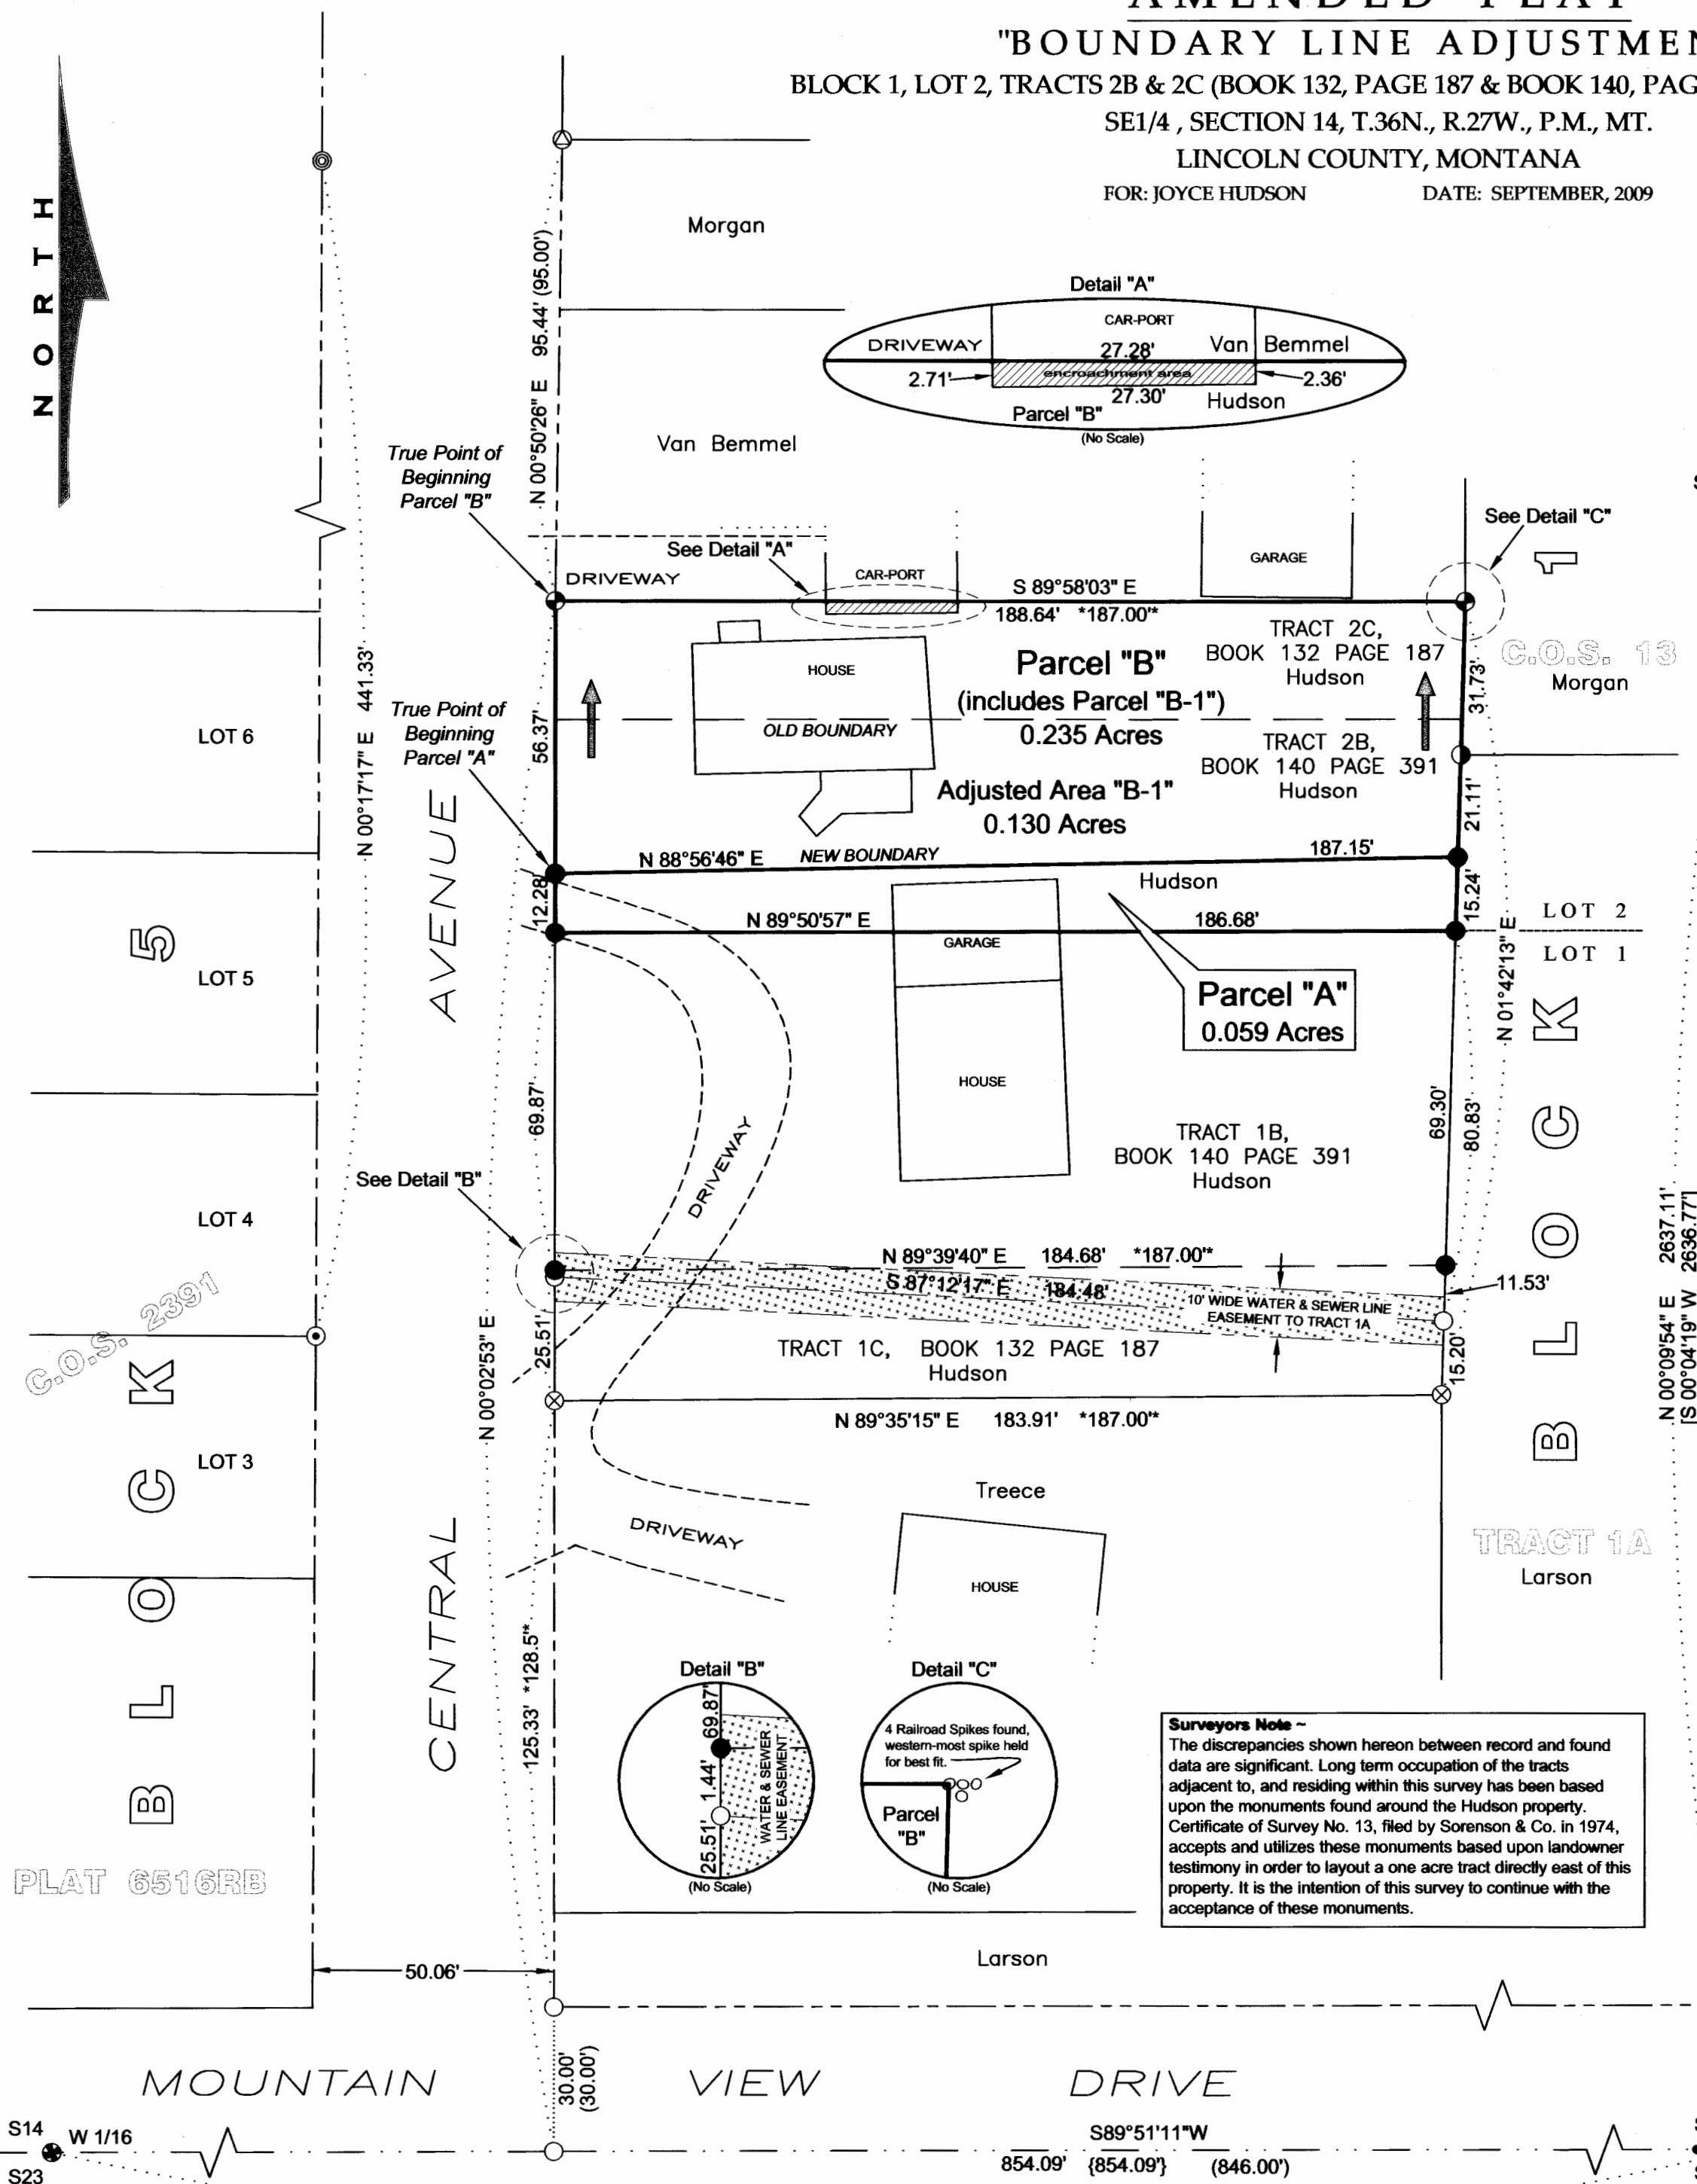 AMENDED PLAT
"BOUNDARY LINE ADJUSTMEN
BLOCK 1, LOT 2, TRACTS 2B & 2C (BOOK 132, PAGE 187 & BOOK 140, PAG
SE1/4 , SECTION 14, T.36N., R.27W., P.M., MT.
LINCOLN COUNTY, MONTANA
FOR: JOYCE HUDSON DATE: SEPTEMBER, 2009
NORTH
Morgan
N 00°50'26" E 95.44' (95.00')
Detail "A"
CAR-PORT
DRIVEWAY 27.28' Van Bemmel
2.71' encroachment area 2.36'
27.30' Hudson
Parcel "B"
(No Scale)
Van Bemmel
True Point of
Beginning
Parcel "B"
See Detail "C"
See Detail "A"
GARAGE
DRIVEWAY
CAR-PORT
S 89°58'03" E
188.64' *187.00'*
1
TRACT 2C,
BOOK 132 PAGE 187
Hudson
C.O.S. 13
Morgan
HOUSE
Parcel "B"
(includes Parcel "B-1")
0.235 Acres
31.73'
N 00°17'17" E 441.33'
True Point of
Beginning
Parcel "A"
56.37'
OLD BOUNDARY
TRACT 2B,
BOOK 140 PAGE 391
Hudson
LOT 6
Adjusted Area "B-1"
0.130 Acres
21.11'
N 88°56'46" E NEW BOUNDARY 187.15'
Hudson
12.28'
15.24'
N 89°50'57" E 186.68'
LOT 2
LOT 1
GARAGE
5
LOT 5
AVENUE
Parcel "A"
0.059 Acres
N 01°42'13" E
HOUSE
69.87'
69.30'
80.83'
DRIVEWAY
TRACT 1B,
BOOK 140 PAGE 391
Hudson
See Detail "B"
LOT 4
N 89°39'40" E 184.68' *187.00'*
S 87°12'17" E 184.48'
11.53'
10' WIDE WATER & SEWER LINE
EASEMENT TO TRACT 1A
C.O.S. 2391
N 00°02'53" E
25.51'
TRACT 1C, BOOK 132 PAGE 187
Hudson
15.20'
N 89°35'15" E 183.91' *187.00'*
N 00°09'54" E 2637.11'
[S 00°04'19" W 2636.77']
LOT 3
BLOCK
BLOCK
Treece
DRIVEWAY
HOUSE
TRACT 1A
Larson
CENTRAL
125.33' *128.5'*
Detail "B"
69.87'
1.44'
25.51'
WATER & SEWER
LINE EASEMENT
(No Scale)
Detail "C"
4 Railroad Spikes found,
western-most spike held
for best fit.
Parcel
"B"
(No Scale)
Surveyors Note ~
The discrepancies shown hereon between record and found
data are significant. Long term occupation of the tracts
adjacent to, and residing within this survey has been based
upon the monuments found around the Hudson property.
Certificate of Survey No. 13, filed by Sorenson & Co. in 1974,
accepts and utilizes these monuments based upon landowner
testimony in order to layout a one acre tract directly east of this
property. It is the intention of this survey to continue with the
acceptance of these monuments.
PLAT 6516RB
50.06'
Larson
30.00'
(30.00')
MOUNTAIN VIEW DRIVE
S14 W 1/16
S23
S89°51'11"W
854.09' {854.09'} (846.00')